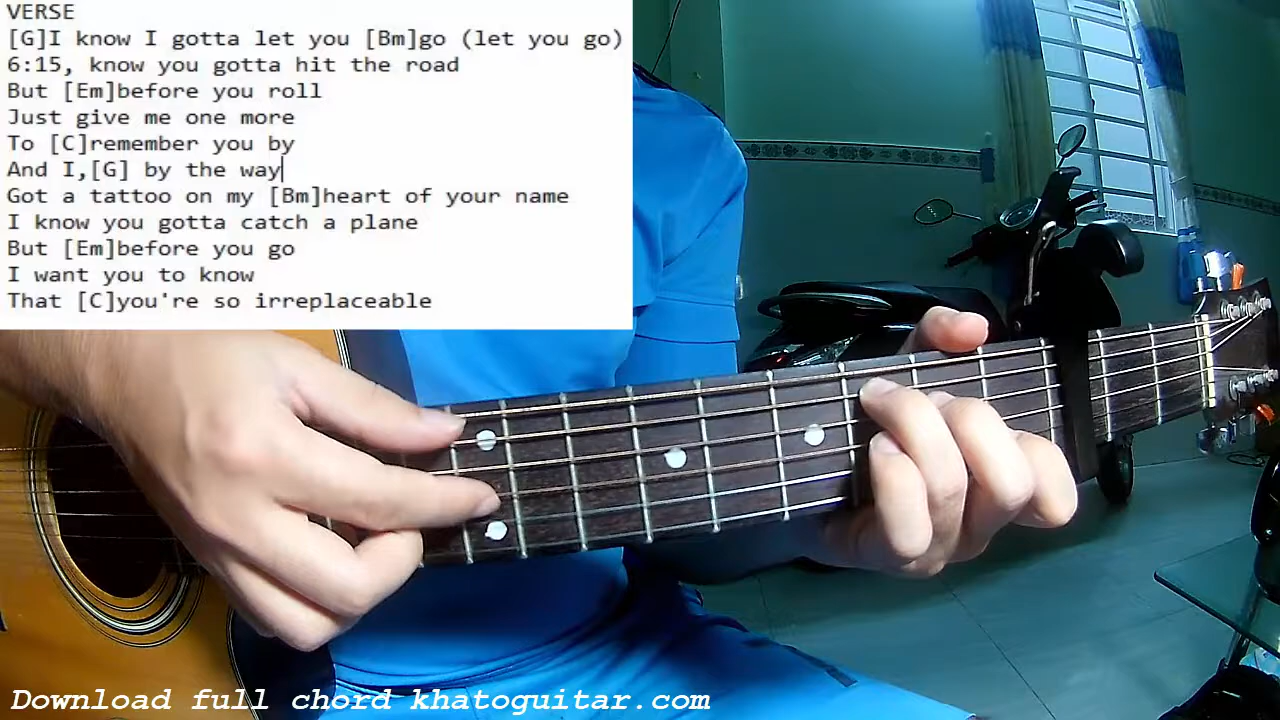 VERSE
[G]I know I gotta let you [Bm]go (let you go)
6:15, know you gotta hit the road
But [Em]before you roll
Just give me one more
To [C]remember you by
And I,[G] by the way
Got a tattoo on my [Bm]heart of your name
I know you gotta catch a plane
But [Em]before you go
I want you to know
That [C]you're so irreplaceable
Download full chord khatoguitar.com